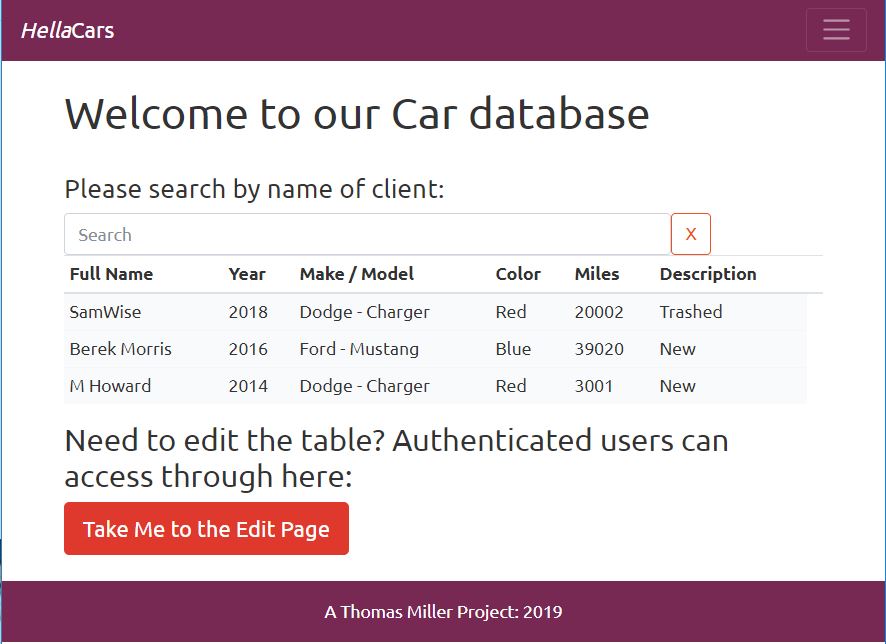 HellaCars
Welcome to our Car database
Please search by name of client:
Search X
Full Name Year Make / Model Color Miles Description
SamWise 2018 Dodge - Charger Red 20002 Trashed
Berek Morris 2016 Ford - Mustang Blue 39020 New
M Howard 2014 Dodge - Charger Red 3001 New
Need to edit the table? Authenticated users can
access through here:
Take Me to the Edit Page
A Thomas Miller Project: 2019